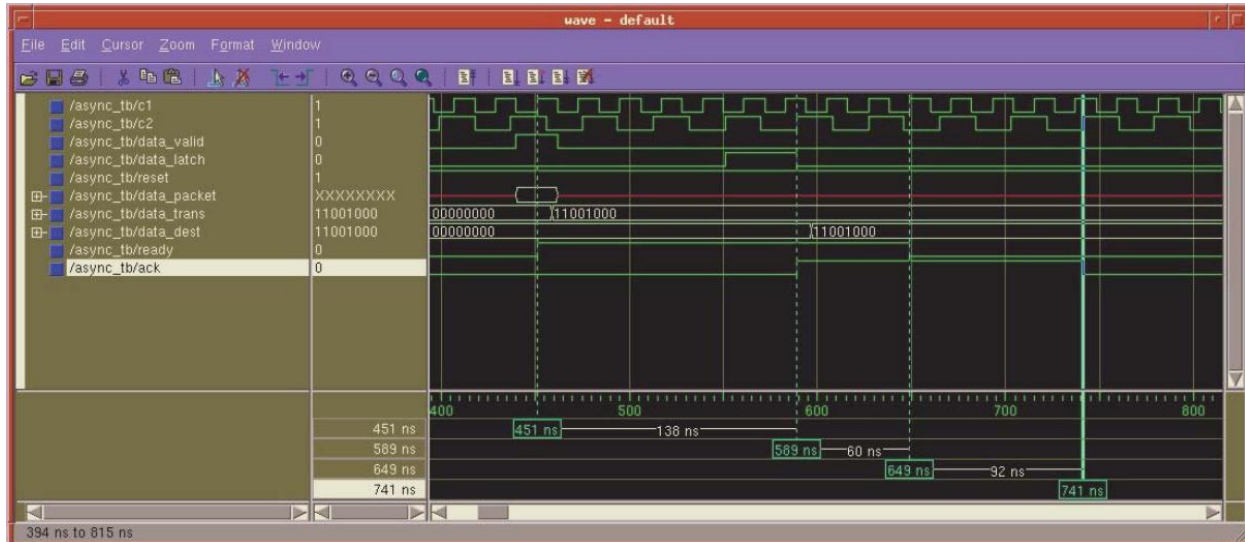 wave - default
File Edit Cursor Zoom Format Window
/async_tb/c1 1
/async_tb/c2 1
/async_tb/data_valid 0
/async_tb/data_latch 0
/async_tb/reset 1
/async_tb/data_packet XXXXXXXX
/async_tb/data_trans 11001000 00000000 11001000
/async_tb/data_dest 11001000 00000000 11001000
/async_tb/ready 0
/async_tb/ack 0
400 500 600 700 800
451 ns 451 ns 138 ns
589 ns 589 ns 60 ns
649 ns 649 ns 92 ns
741 ns 741 ns
394 ns to 815 ns